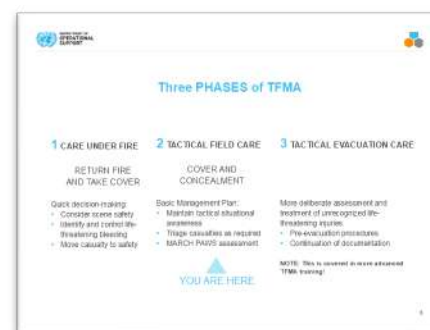 DEPARTMENT OF
OPERATIONAL
SUPPORT
Three PHASES of TFMA
1 CARE UNDER FIRE
RETURN FIRE
AND TAKE COVER
Quick decision-making:
• Consider scene safety
• Identify and control life-
threatening bleeding
• Move casualty to safety
2 TACTICAL FIELD CARE
COVER AND
CONCEALMENT
Basic Management Plan:
• Maintain tactical situational
awareness
• Triage casualties as required
• MARCH PAWS assessment
YOU ARE HERE
3 TACTICAL EVACUATION CARE
More deliberate assessment and
treatment of unrecognized life-
threatening injuries
• Pre-evacuation procedures
• Continuation of documentation
NOTE: This is covered in more advanced
TFMA training!